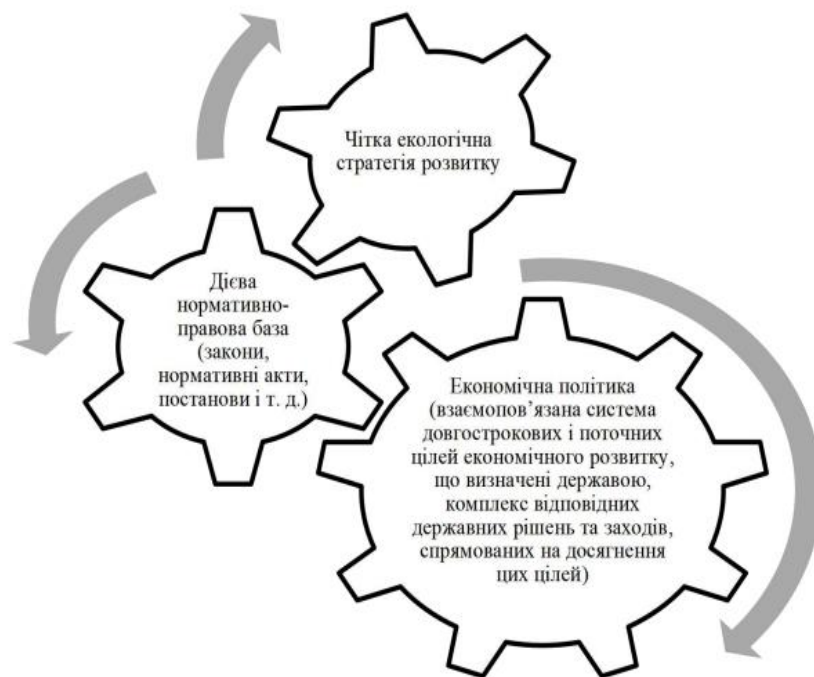 Чітка екологічна
стратегія розвитку
Дієва
нормативно-
правова база
(закони,
нормативні акти,
постанови і т. д.)
Економічна політика
(взаємопов’язана система
довгострокових і поточних
цілей економічного розвитку,
що визначені державою,
комплекс відповідних
державних рішень та заходів,
спрямованих на досягнення
цих цілей)